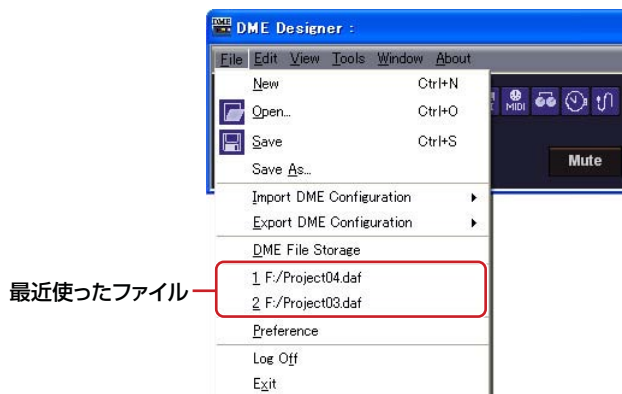 DME Designer :
File Edit View Tools Window About
New Ctrl+N
Open... Ctrl+O
Save Ctrl+S
Save As...
Import DME Configuration
Export DME Configuration
DME File Storage
1 F:/Project04.daf
2 F:/Project03.daf
Preference
Log Off
Exit
MIDI
Mute
最近使ったファイル